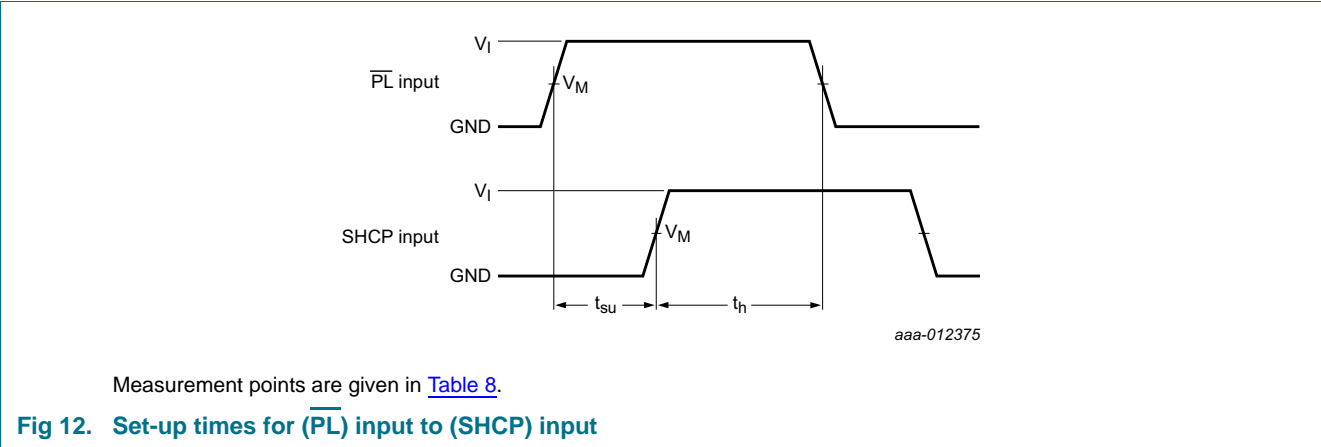 VI
PL input
VM
GND
VI
SHCP input
VM
GND
tsu
th
aaa-012375
Measurement points are given in Table 8.
Fig 12. Set-up times for (PL) input to (SHCP) input